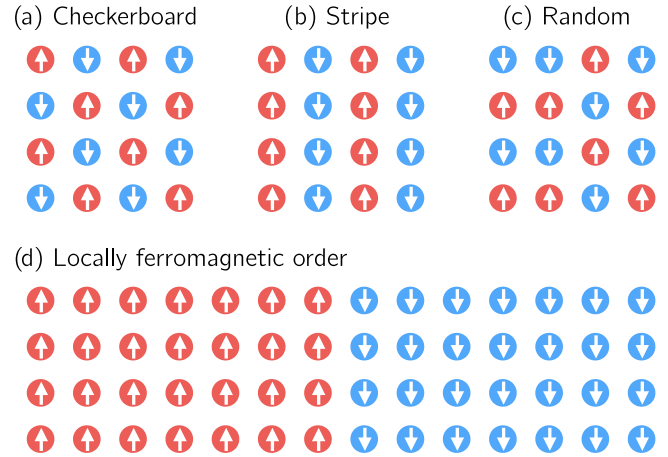 (a) Checkerboard
(b) Stripe
(c) Random
(d) Locally ferromagnetic order